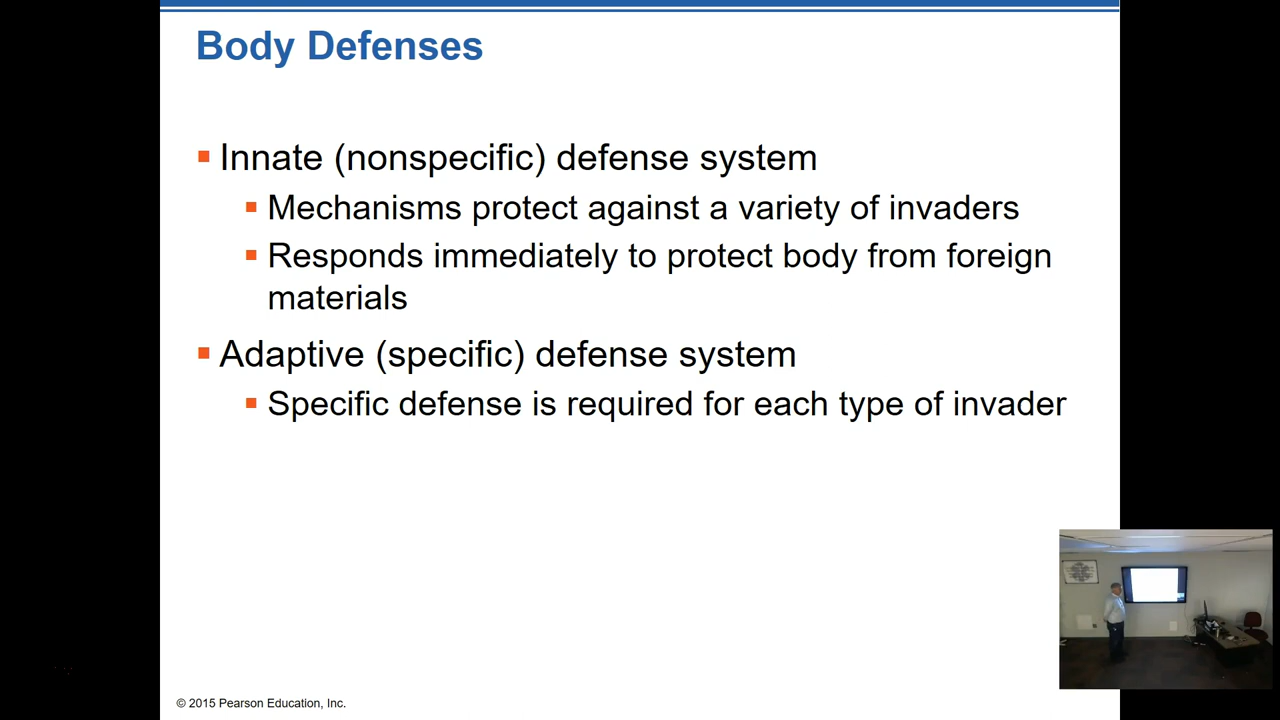 Body Defenses
Innate (nonspecific) defense system
Mechanisms protect against a variety of invaders
Responds immediately to protect body from foreign
materials
Adaptive (specific) defense system
Specific defense is required for each type of invader
© 2015 Pearson Education, Inc.